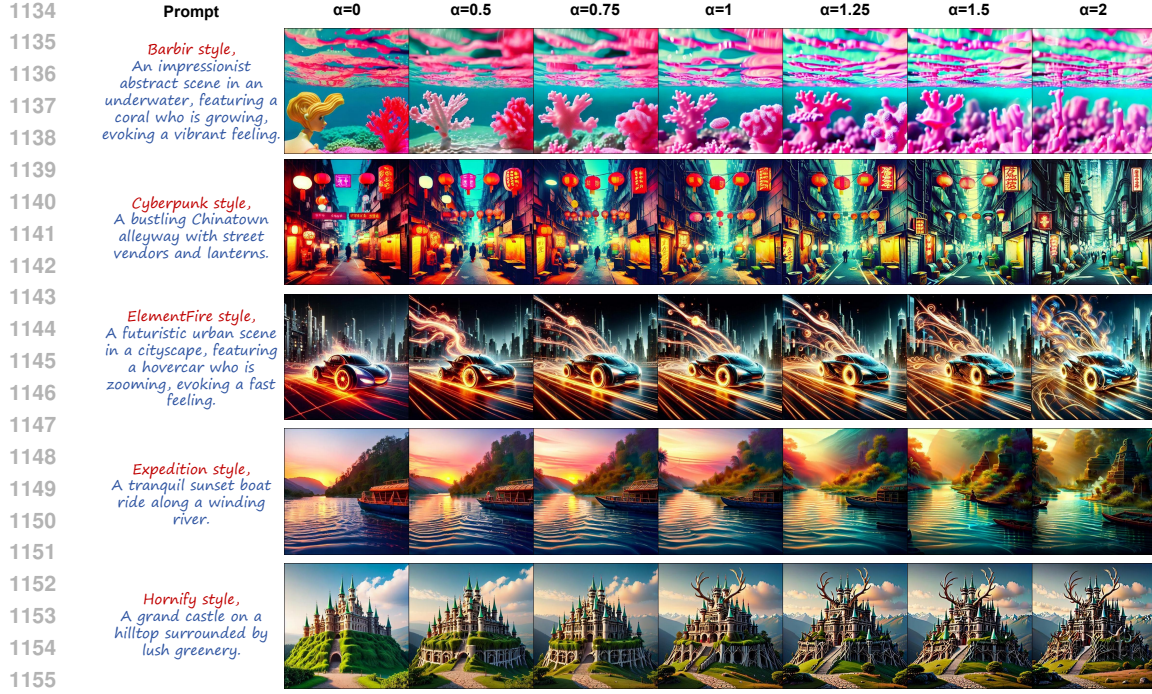 1134
Prompt α=0 α=0.5 α=0.75 α=1 α=1.25 α=1.5 α=2
1135
Barbir style,
1136
An impressionist
abstract scene in an
1137
underwater, featuring a
coral who is growing,
1138
evoking a vibrant feeling.
1139
1140
Cyberpunk style,
A bustling Chinatown
1141
alleyway with street
vendors and lanterns.
1142
1143
ElementFire style,
1144
A futuristic urban scene
in a cityscape, featuring
1145
a hovercar who is
zooming, evoking a fast
1146
feeling.
1147
1148
Expedition style,
1149
A tranquil sunset boat
ride along a winding
1150
river.
1151
1152
Hornify style,
1153
A grand castle on a
hilltop surrounded by
1154
lush greenery.
1155